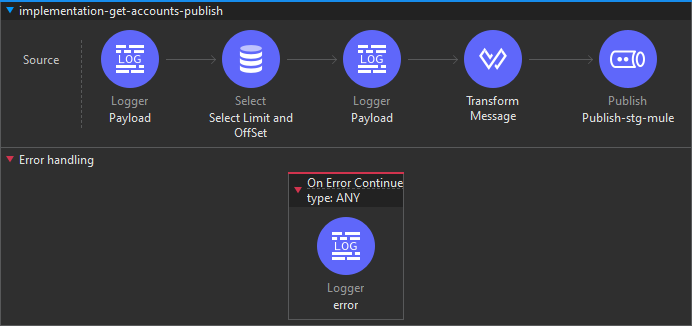 implementation-get-accounts-publish
Source
LOG
LOG
Logger
Payload
Select
Select Limit and
OffSet
Logger
Payload
Transform
Message
Publish
Publish-stg-mule
Error handling
On Error Continue
type: ANY
LOG
Logger
error